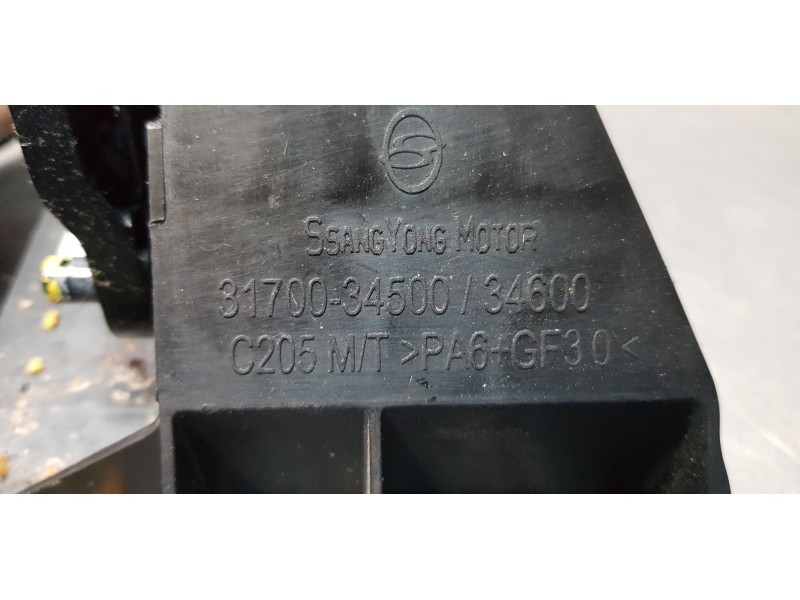 SSANGYONG MOTOR
31700-34500 / 34600
C205 M/T >PA6+GF30<